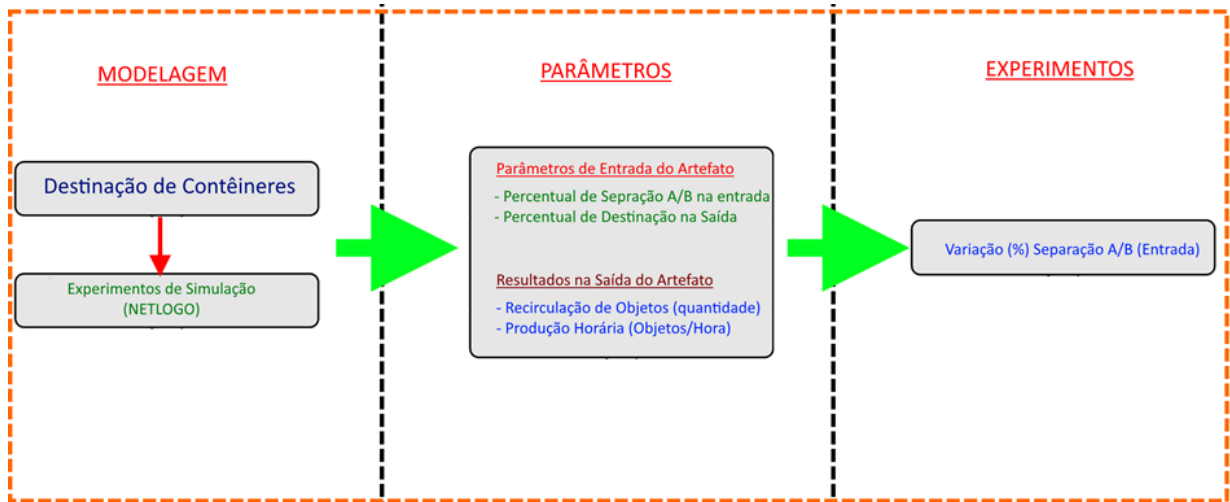 MODELAGEM
Destinação de Contêineres
Experimentos de Simulação
(NETLOGO)
PARÂMETROS
Parâmetros de Entrada do Artefato
- Percentual de Sepração A/B na entrada
- Percentual de Destinação na Saída
Resultados na Saída do Artefato
- Recirculação de Objetos (quantidade)
- Produção Horária (Objetos/Hora)
EXPERIMENTOS
Variação (%) Separação A/B (Entrada)